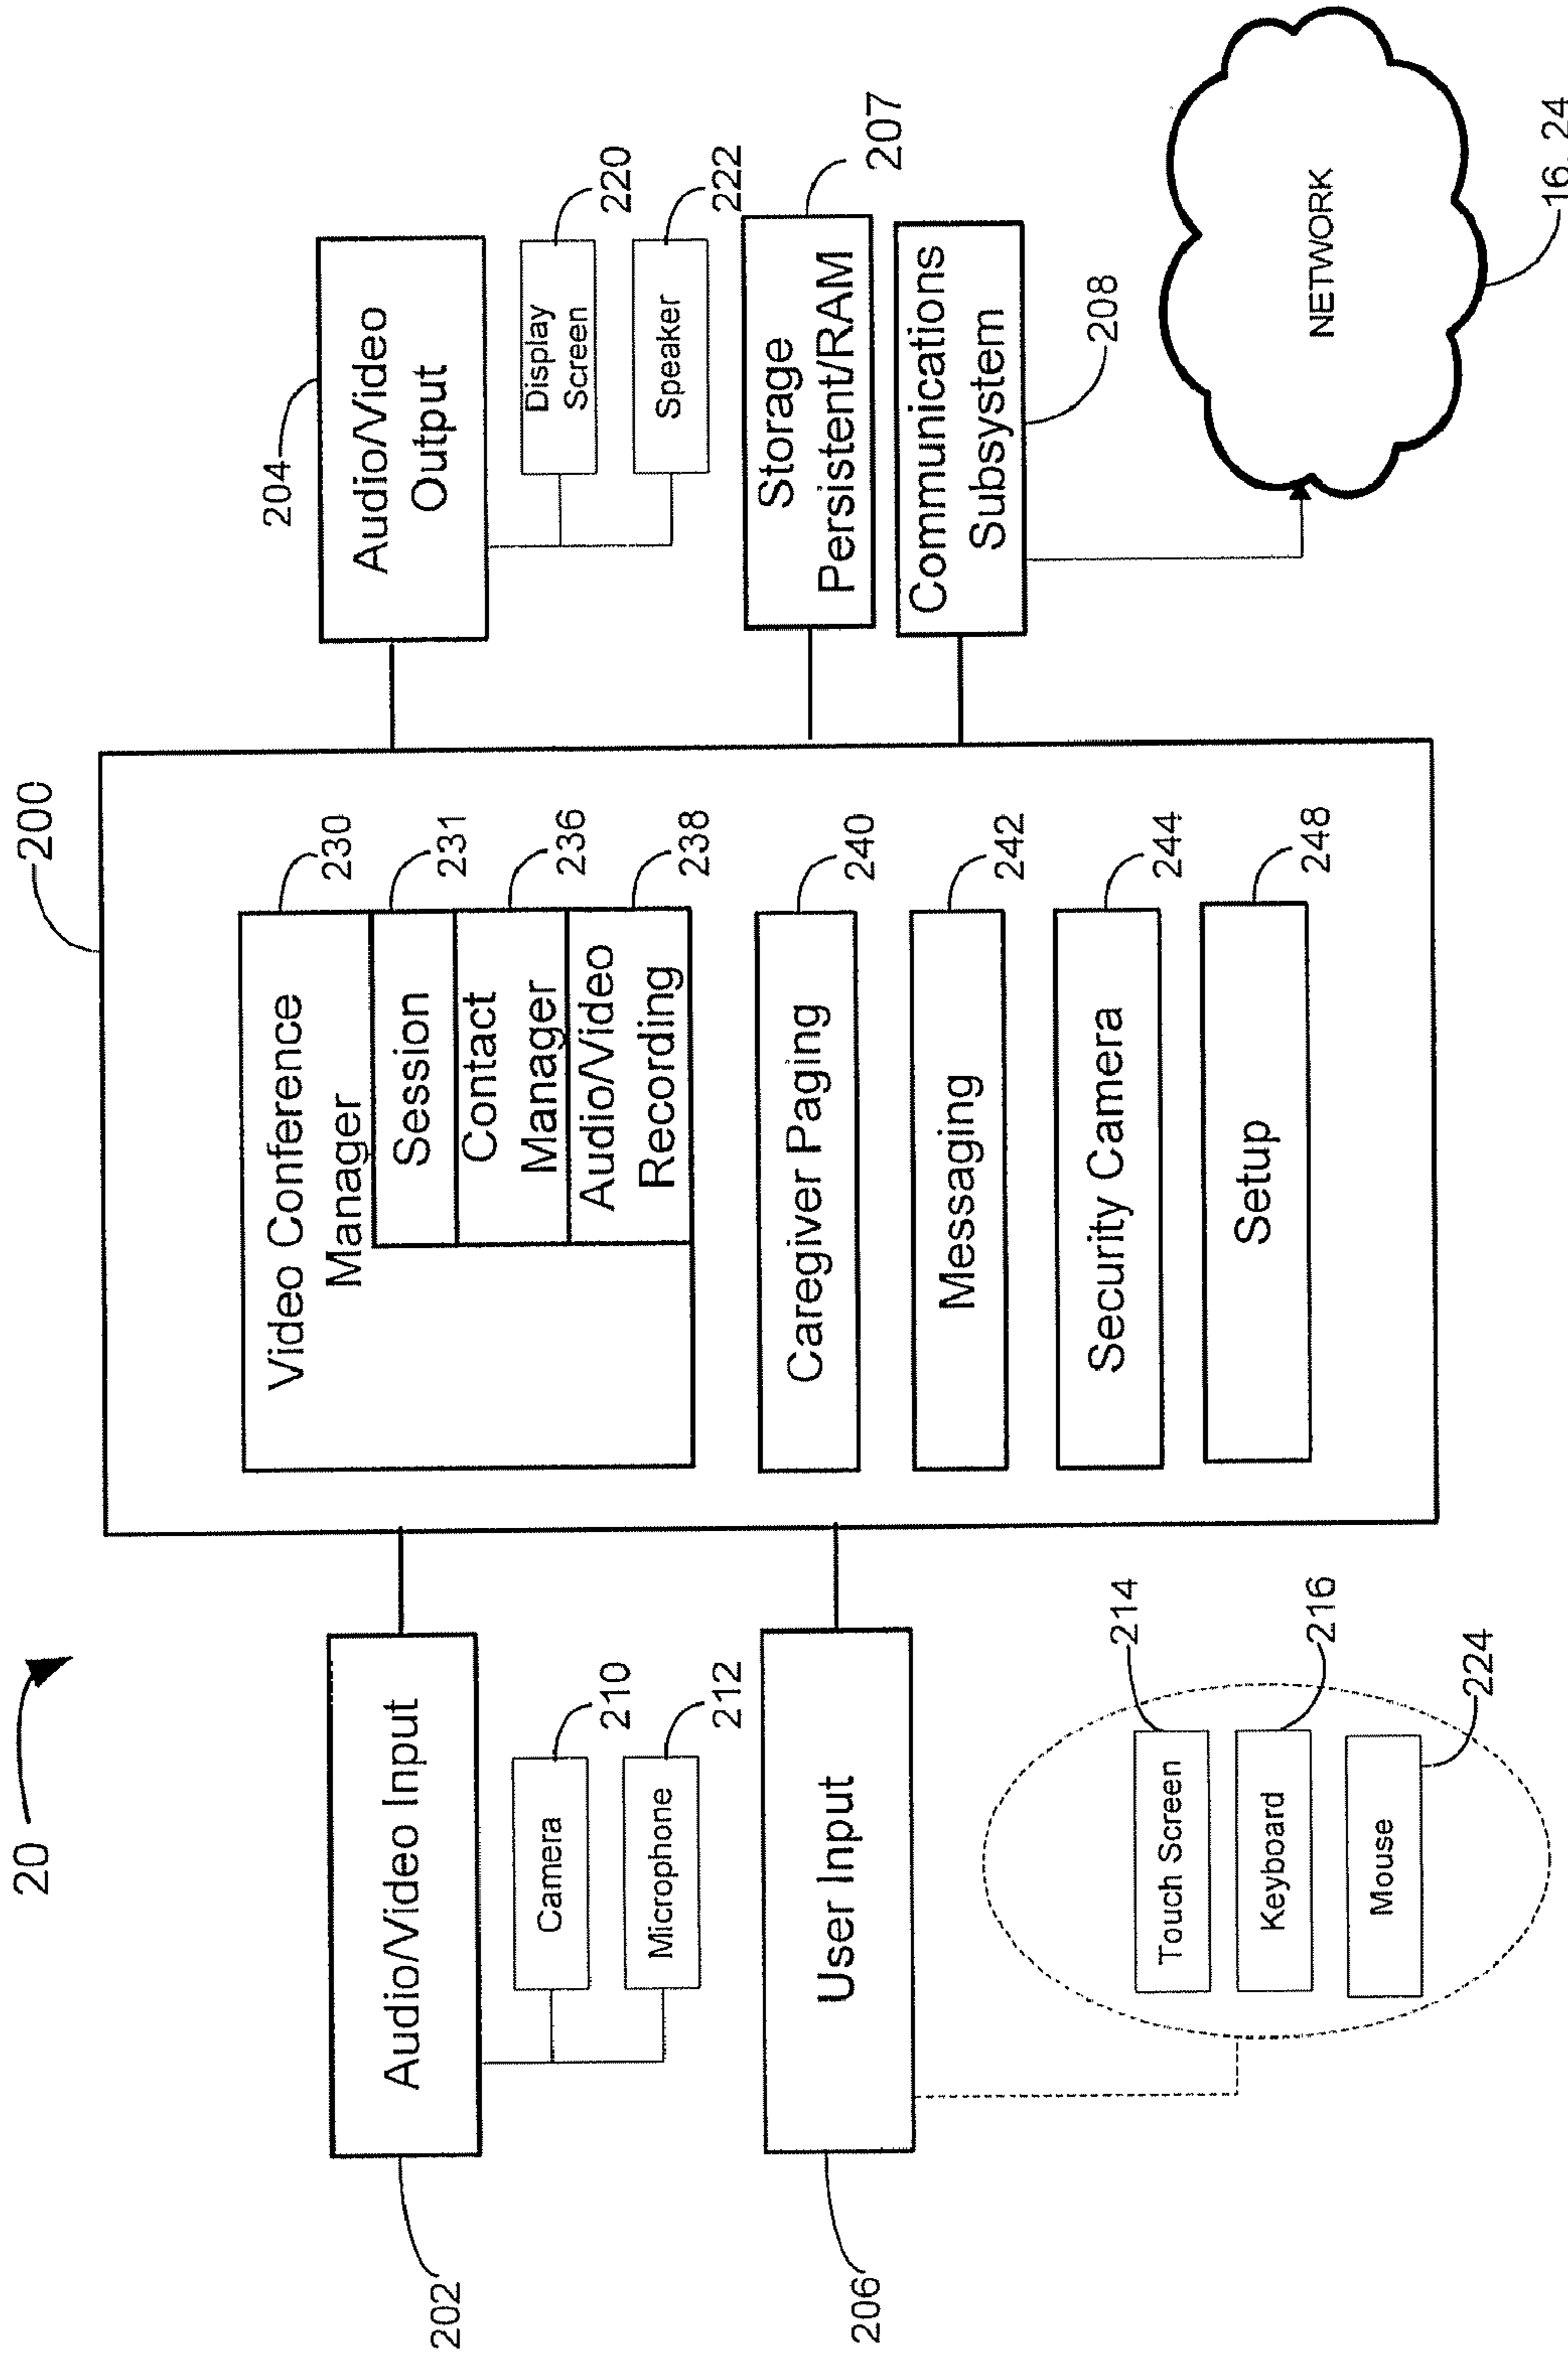 20
200
202
Audio/Video Input
Camera
210
Microphone
212
206
User Input
Touch Screen
214
Keyboard
216
Mouse
224
Video Conference
Manager
230
Session
231
Contact
Manager
236
Audio/Video
Recording
238
Caregiver Paging
240
Messaging
242
Security Camera
244
Setup
248
204
Audio/Video
Output
Display
Screen
220
Speaker
222
Storage
Persistent/RAM
207
Communications
Subsystem
208
NETWORK
16, 24